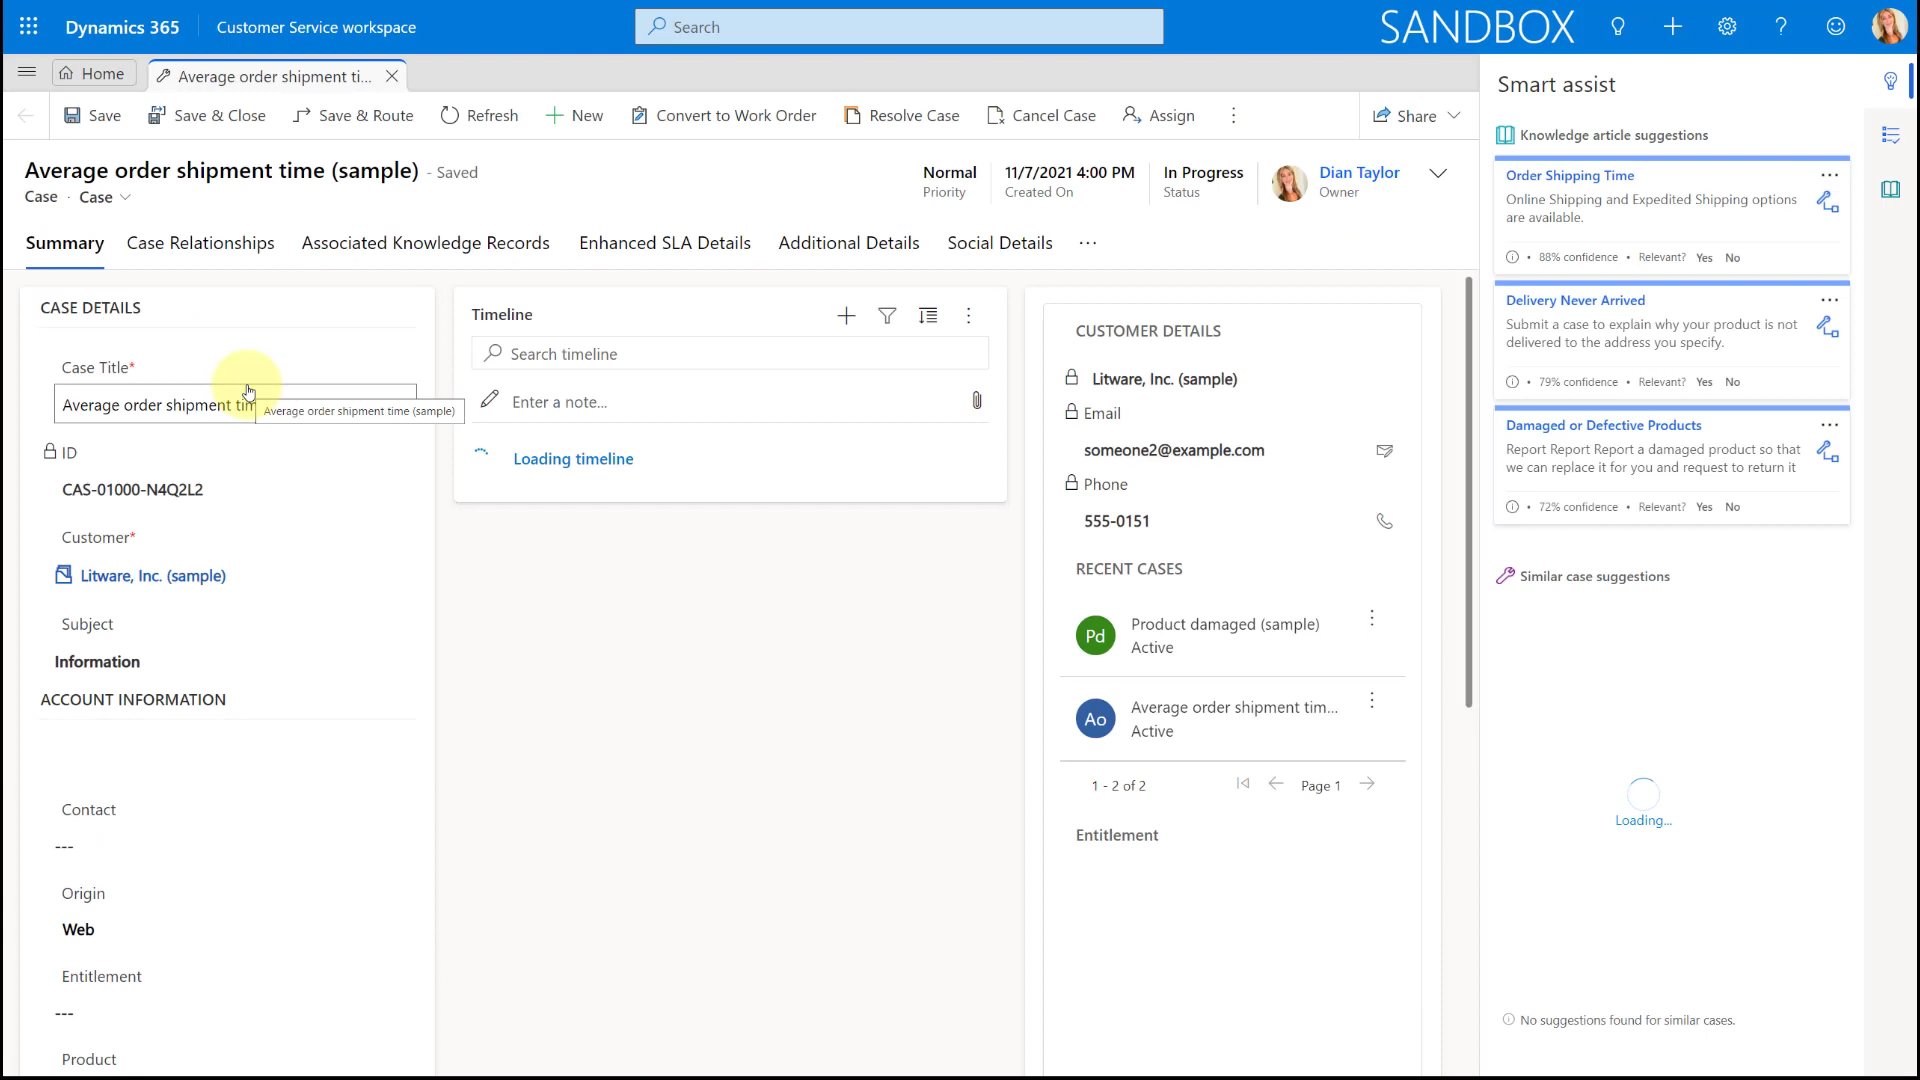 Dynamics 365
Customer Service workspace
Search
SANDBOX
Home
Average order shipment ti...
Save
Save & Close
Save & Route
Refresh
New
Convert to Work Order
Resolve Case
Cancel Case
Assign
Share
Average order shipment time (sample) - Saved
Case · Case
Normal
Priority
11/7/2021 4:00 PM
Created On
In Progress
Status
Dian Taylor
Owner
Summary
Case Relationships
Associated Knowledge Records
Enhanced SLA Details
Additional Details
Social Details
CASE DETAILS
Case Title*
Average order shipment tim
Average order shipment time (sample)
ID
CAS-01000-N4Q2L2
Customer*
Litware, Inc. (sample)
Subject
Information
ACCOUNT INFORMATION
Contact
---
Origin
Web
Entitlement
---
Product
Timeline
Search timeline
Enter a note...
Loading timeline
CUSTOMER DETAILS
Litware, Inc. (sample)
Email
someone2@example.com
Phone
555-0151
RECENT CASES
Pd
Product damaged (sample)
Active
Ao
Average order shipment tim...
Active
1 - 2 of 2
Page 1
Entitlement
Smart assist
Knowledge article suggestions
Order Shipping Time
Online Shipping and Expedited Shipping options
are available.
• 88% confidence • Relevant? Yes No
Delivery Never Arrived
Submit a case to explain why your product is not
delivered to the address you specify.
• 79% confidence • Relevant? Yes No
Damaged or Defective Products
Report Report Report a damaged product so that
we can replace it for you and request to return it
• 72% confidence • Relevant? Yes No
Similar case suggestions
Loading...
No suggestions found for similar cases.